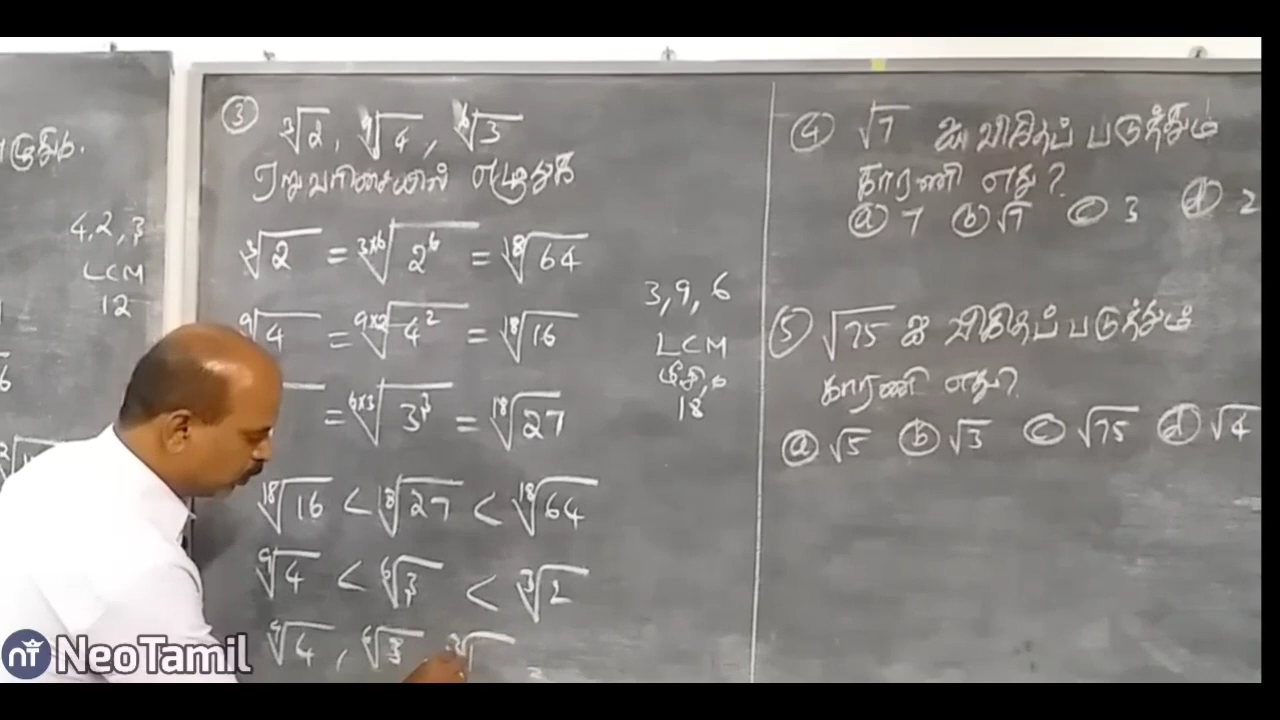 4, 2, 3
LCM
12
③ ∛2, ⁹√4, ⁶√3
ஏறுவரிசையில் எழுதுக
∛2 = ³ˣ⁶√2⁶ = ¹⁸√64
⁹√4 = ⁹ˣ²√4² = ¹⁸√16
= ⁶ˣ³√3³ = ¹⁸√27
3, 9, 6
LCM
18
¹⁸√16 < ¹⁸√27 < ¹⁸√64
⁹√4 < ⁶√3 < ³√2
⁹√4, ⁶√3
④ √7 ஐ விகிதப் படுத்தும்
காரணி எது?
ⓐ 7 ⓑ √7 ⓒ 3 ⓓ 2
⑤ √75 ஐ விகிதப் படுத்தும்
காரணி எது?
ⓐ √5 ⓑ √3 ⓒ √75 ⓓ √4
NT NeoTamil